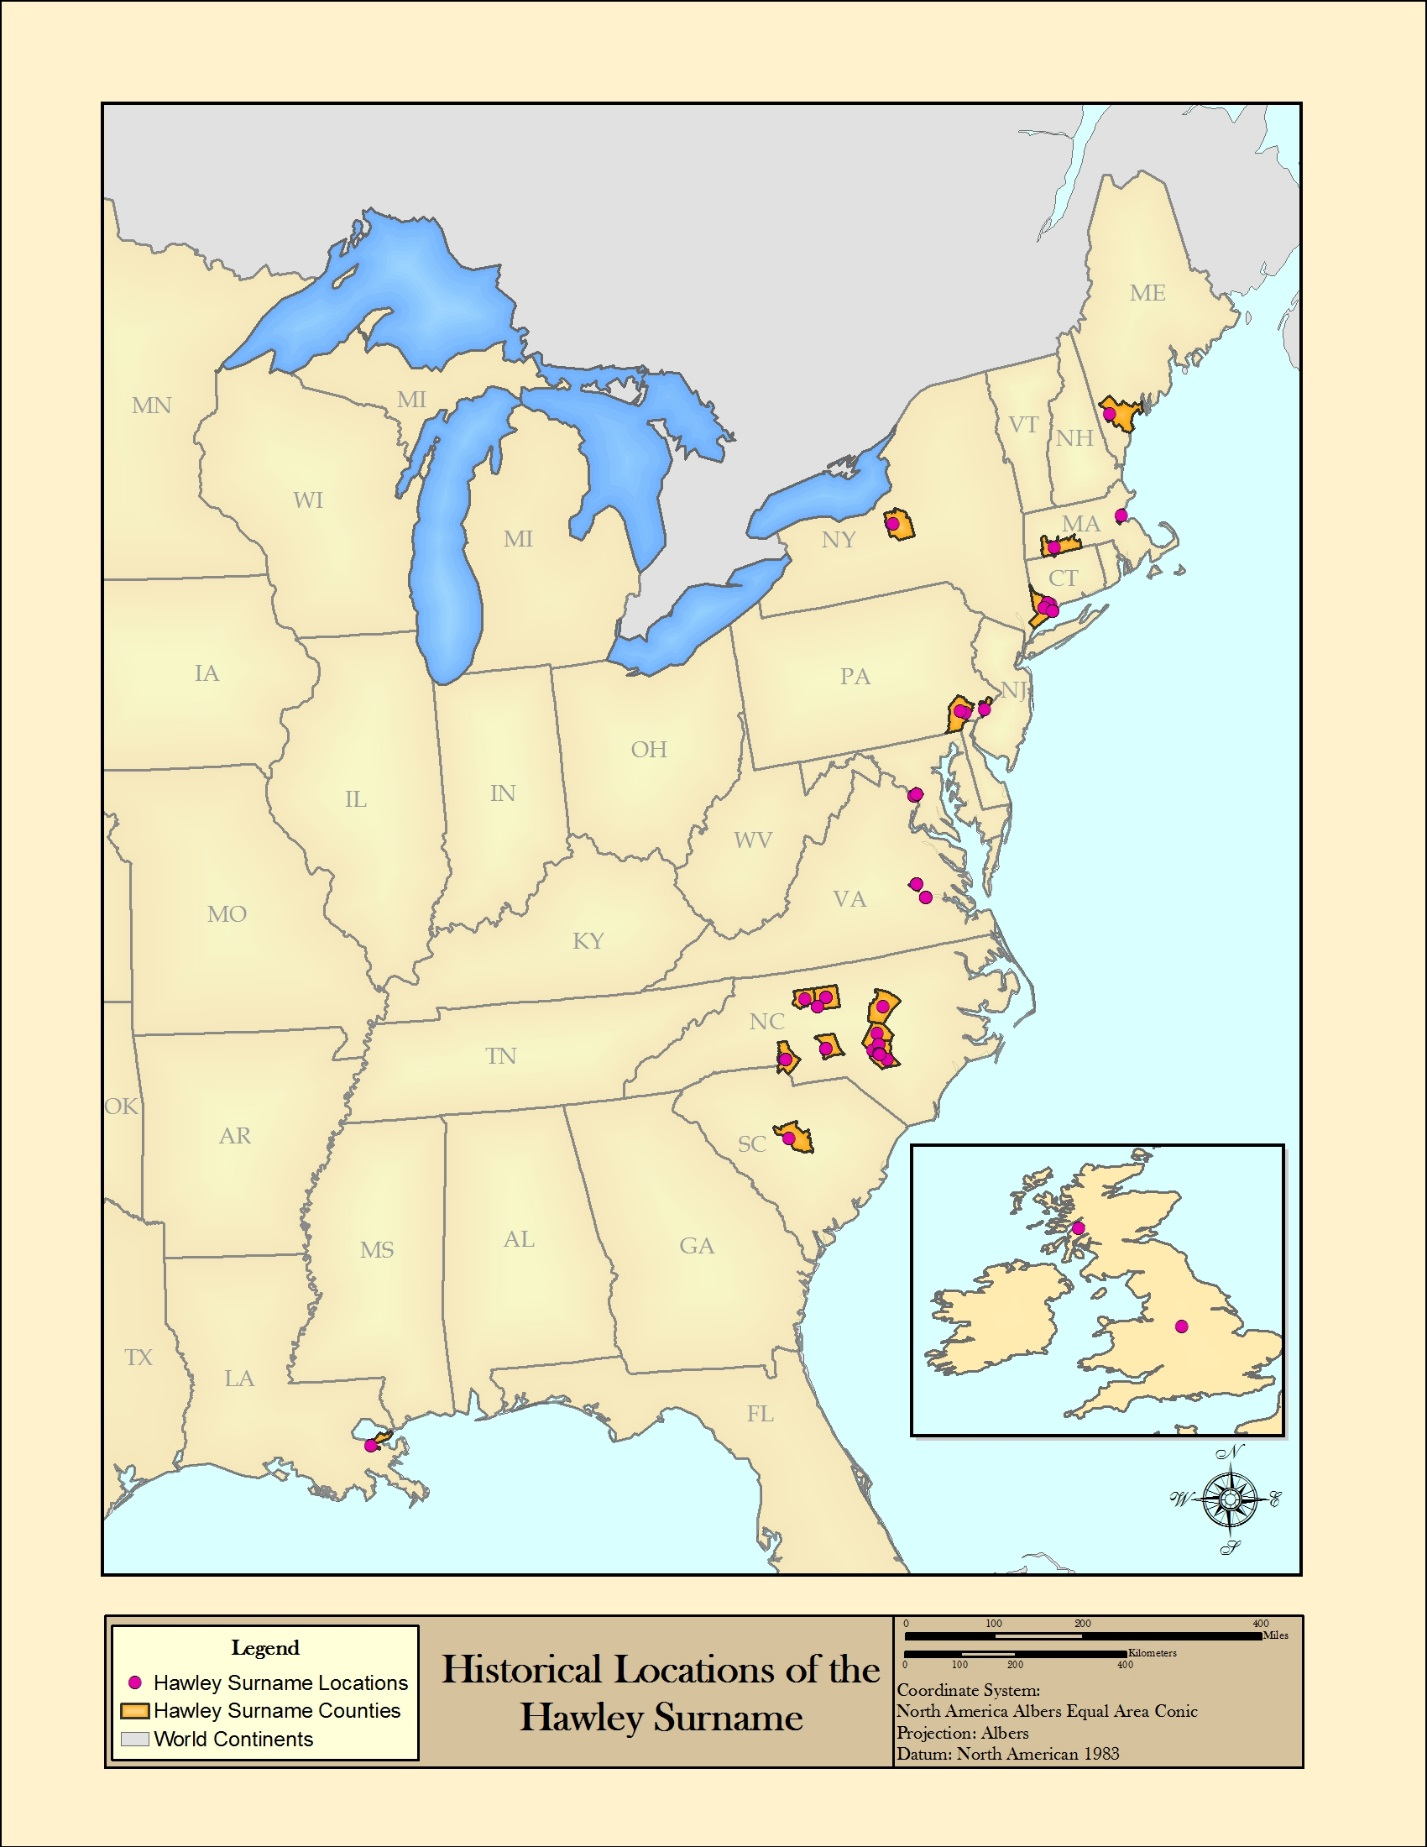 ME
MN
MI
VT
NH
WI
MI
NY
MA
CT
IA
PA
NJ
OH
IL
IN
WV
MO
VA
KY
NC
TN
OK
AR
SC
MS
AL
GA
TX
LA
FL
N
W
E
S
Legend
Hawley Surname Locations
Hawley Surname Counties
World Continents
Historical Locations of the
Hawley Surname
0 100 200 400
Miles
Kilometers
0 100 200 400
Coordinate System:
North America Albers Equal Area Conic
Projection: Albers
Datum: North American 1983